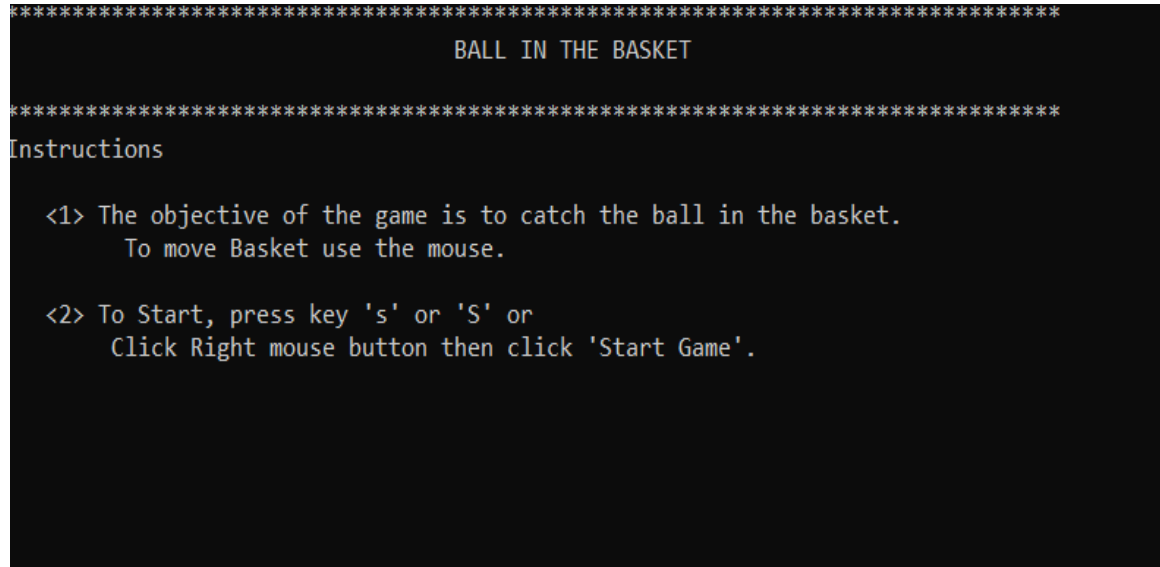 ********************************************************************************
BALL IN THE BASKET
********************************************************************************
Instructions
<1> The objective of the game is to catch the ball in the basket.
To move Basket use the mouse.
<2> To Start, press key 's' or 'S' or
Click Right mouse button then click 'Start Game'.